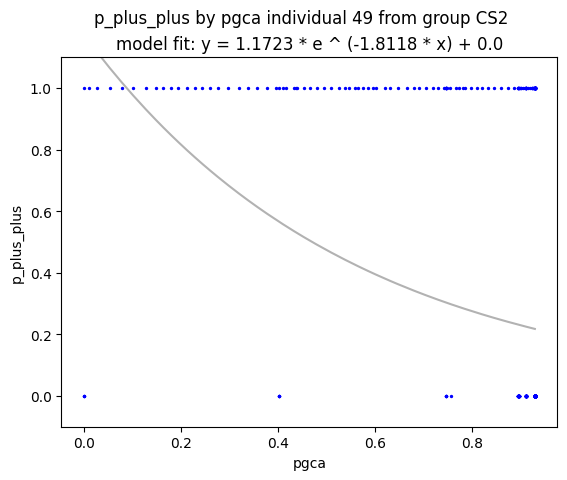 p_plus_plus by pgca individual 49 from group CS2
model fit: y = 1.1723 * e ^ (-1.8118 * x) + 0.0
1.0
0.8
0.6
0.4
0.2
0.0
p_plus_plus
0.0 0.2 0.4 0.6 0.8
pgca